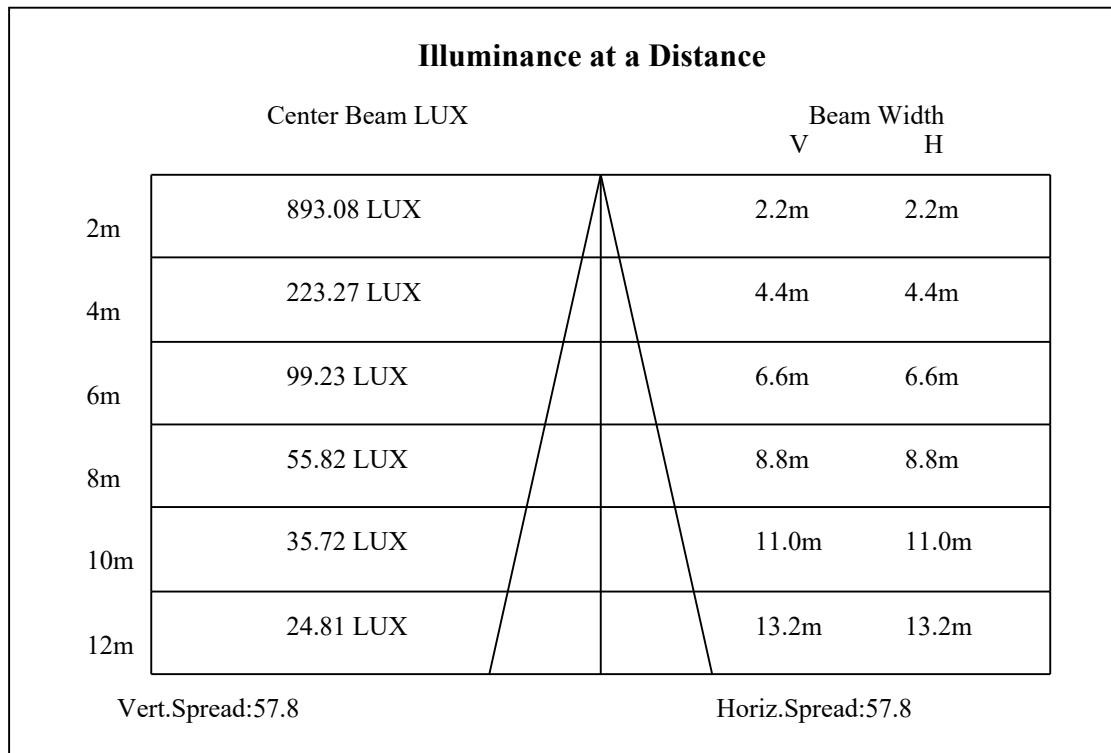 Illuminance at a Distance
Center Beam LUX Beam Width
V H
2m 893.08 LUX 2.2m 2.2m
4m 223.27 LUX 4.4m 4.4m
6m 99.23 LUX 6.6m 6.6m
8m 55.82 LUX 8.8m 8.8m
10m 35.72 LUX 11.0m 11.0m
12m 24.81 LUX 13.2m 13.2m
Vert.Spread:57.8 Horiz.Spread:57.8